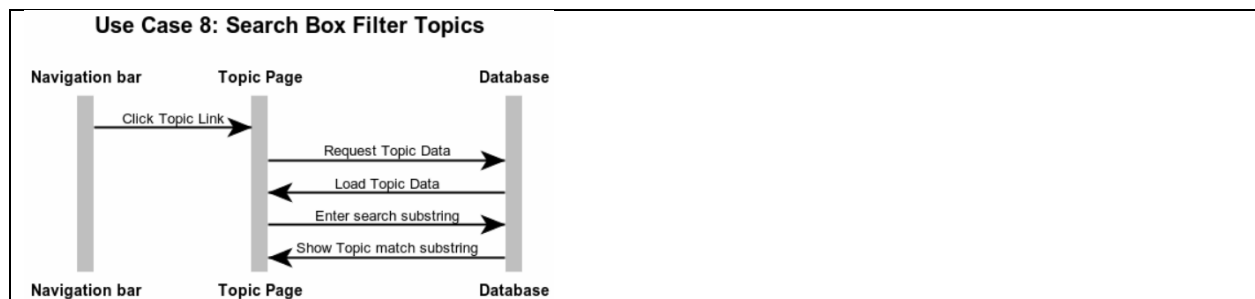 Use Case 8: Search Box Filter Topics
Navigation bar Topic Page Database
Click Topic Link
Request Topic Data
Load Topic Data
Enter search substring
Show Topic match substring
Navigation bar Topic Page Database